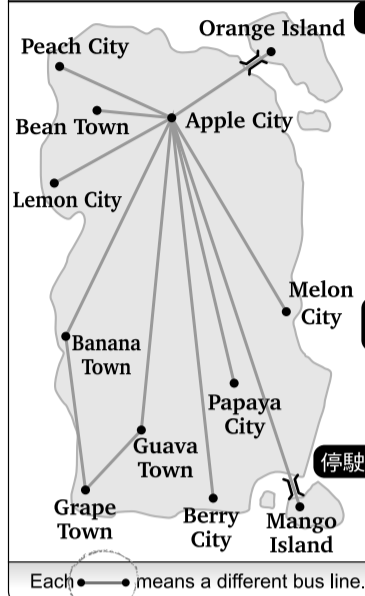 Orange Island
Peach City
Apple City
Bean Town
Lemon City
Melon
City
Banana
Town
Papaya
City
Guava
Town
停駛
Grape
Town
Berry
City
Mango
Island
Each means a different bus line.